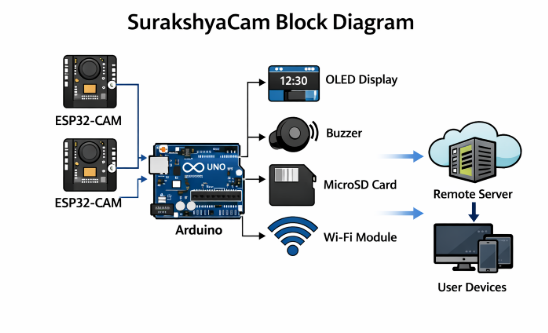 SurakshyaCam Block Diagram
ESP32-CAM
ESP32-CAM
UNO
Arduino
12:30
OLED Display
Buzzer
MicroSD Card
Wi-Fi Module
Remote Server
User Devices